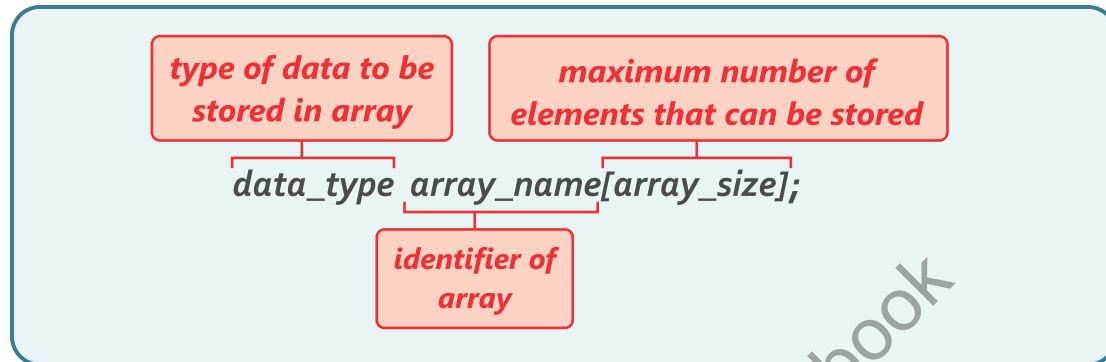 type of data to be
stored in array
maximum number of
elements that can be stored
data_type array_name[array_size];
identifier of
array
book